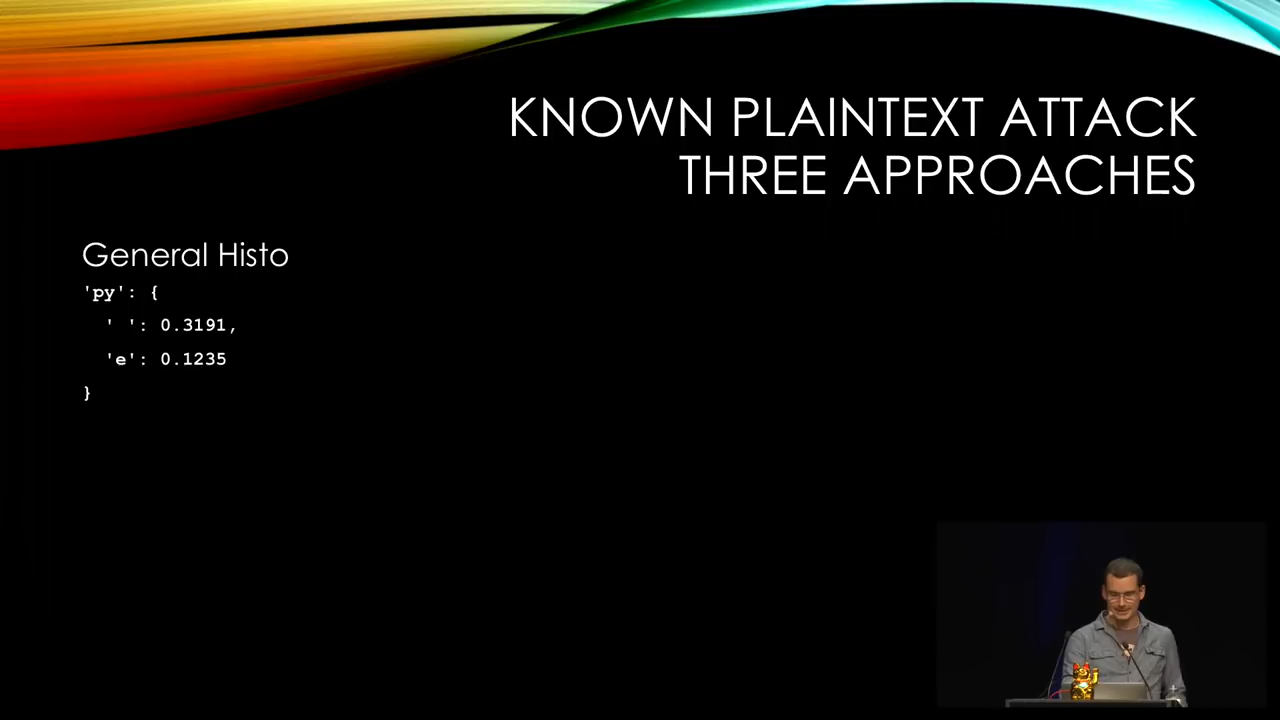 KNOWN PLAINTEXT ATTACK
THREE APPROACHES
General Histo
'py': {
' ': 0.3191,
'e': 0.1235
}